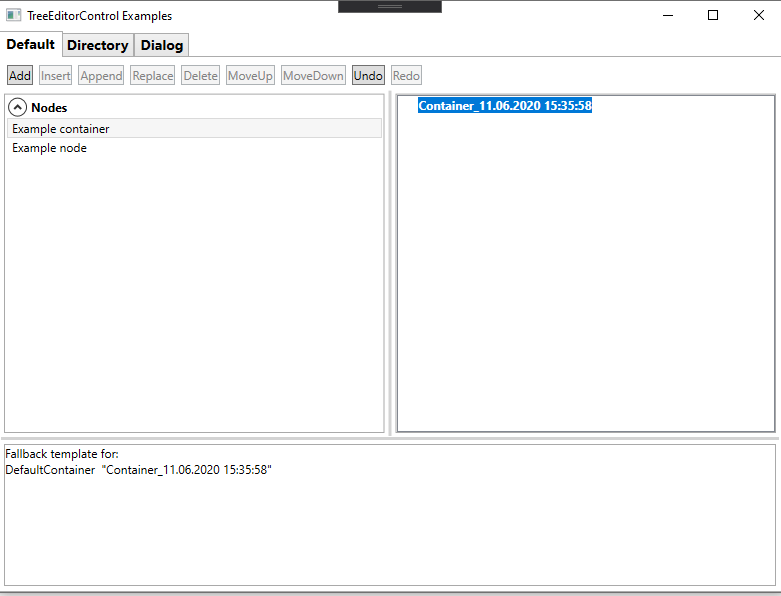 TreeEditorControl Examples
Default Directory Dialog
Add Insert Append Replace Delete MoveUp MoveDown Undo Redo
Nodes
Example container
Example node
Container_11.06.2020 15:35:58
Fallback template for:
DefaultContainer "Container_11.06.2020 15:35:58"